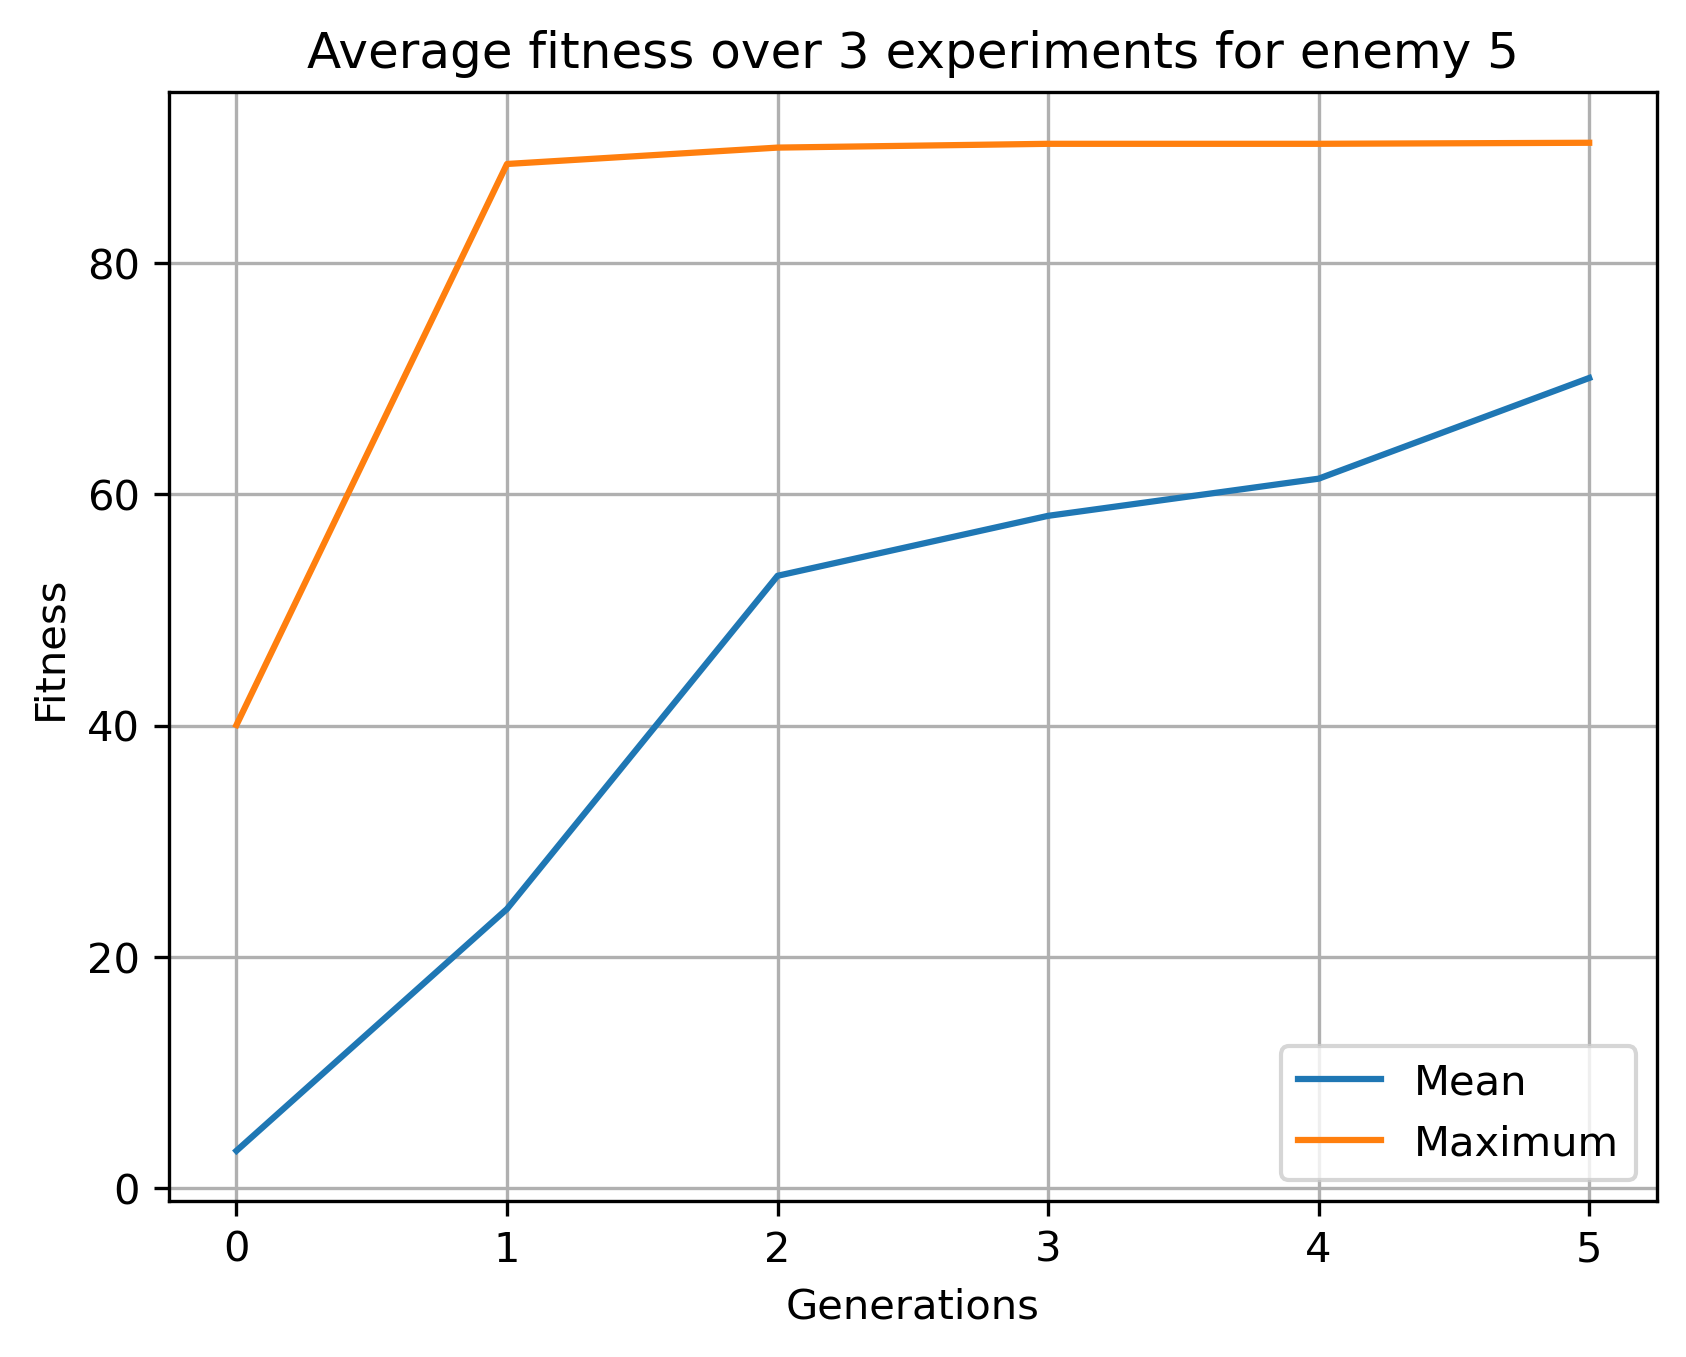 Average fitness over 3 experiments for enemy 5
Fitness
80
60
40
20
0
0 1 2 3 4 5
Generations
Mean
Maximum